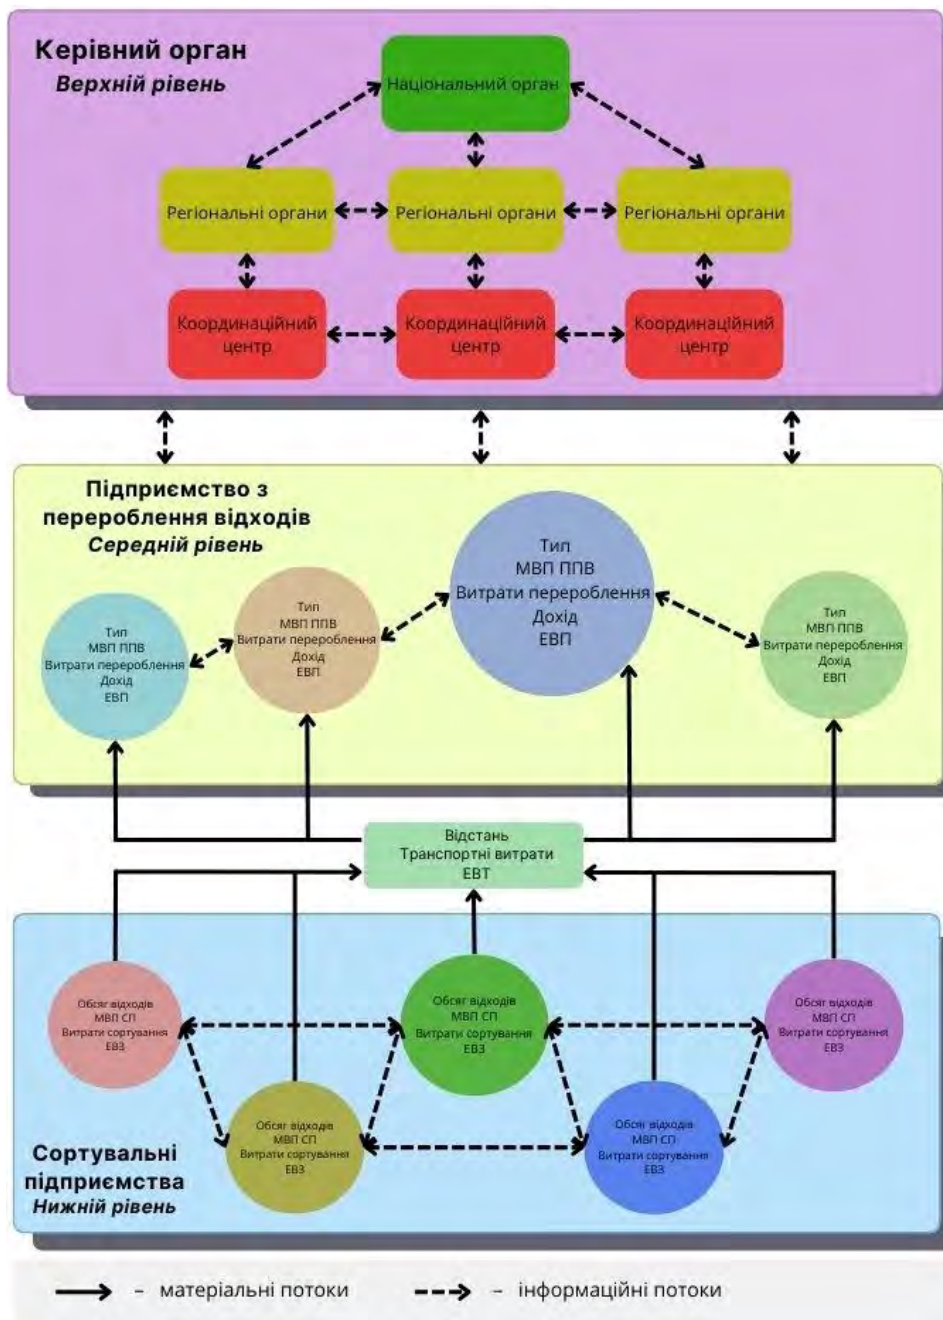 Керівний орган
Верхній рівень
Національний орган
Регіональні органи
Регіональні органи
Регіональні органи
Координаційний
центр
Координаційний
центр
Координаційний
центр
Підприємство з
перероблення відходів
Середній рівень
Тип
МВП ППВ
Витрати перероблення
Дохід
ЕВП
Тип
МВП ППВ
Витрати перероблення
Дохід
ЕВП
Тип
МВП ППВ
Витрати перероблення
Дохід
ЕВП
Тип
МВП ППВ
Витрати перероблення
Дохід
ЕВП
Відстань
Транспортні витрати
ЕВТ
Обсяг відходів
МВП СП
Витрати сортування
ЕВЗ
Обсяг відходів
МВП СП
Витрати сортування
ЕВЗ
Обсяг відходів
МВП СП
Витрати сортування
ЕВЗ
Обсяг відходів
МВП СП
Витрати сортування
ЕВЗ
Обсяг відходів
МВП СП
Витрати сортування
ЕВЗ
Сортувальні
підприємства
Нижній рівень
– матеріальні потоки
– інформаційні потоки